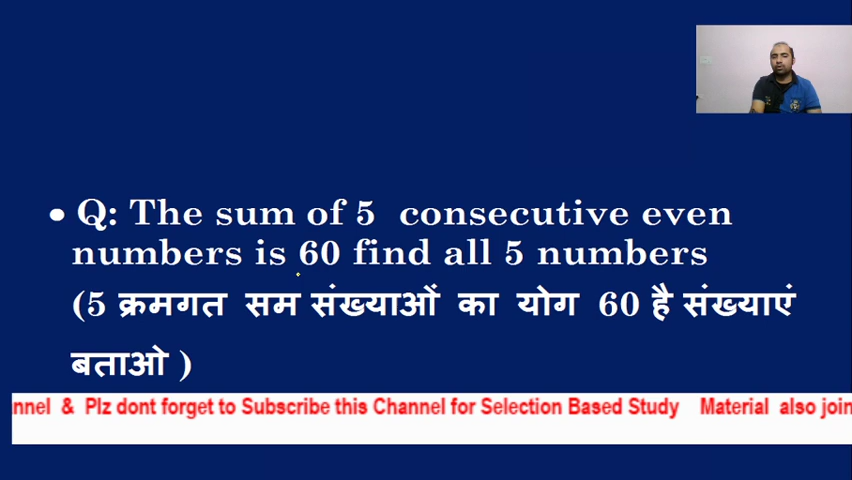 • Q: The sum of 5 consecutive even
numbers is 60 find all 5 numbers
(5 क्रमगत सम संख्याओं का योग 60 है संख्याएं
बताओ )
nnel & Plz dont forget to Subscribe this Channel for Selection Based Study Material also join